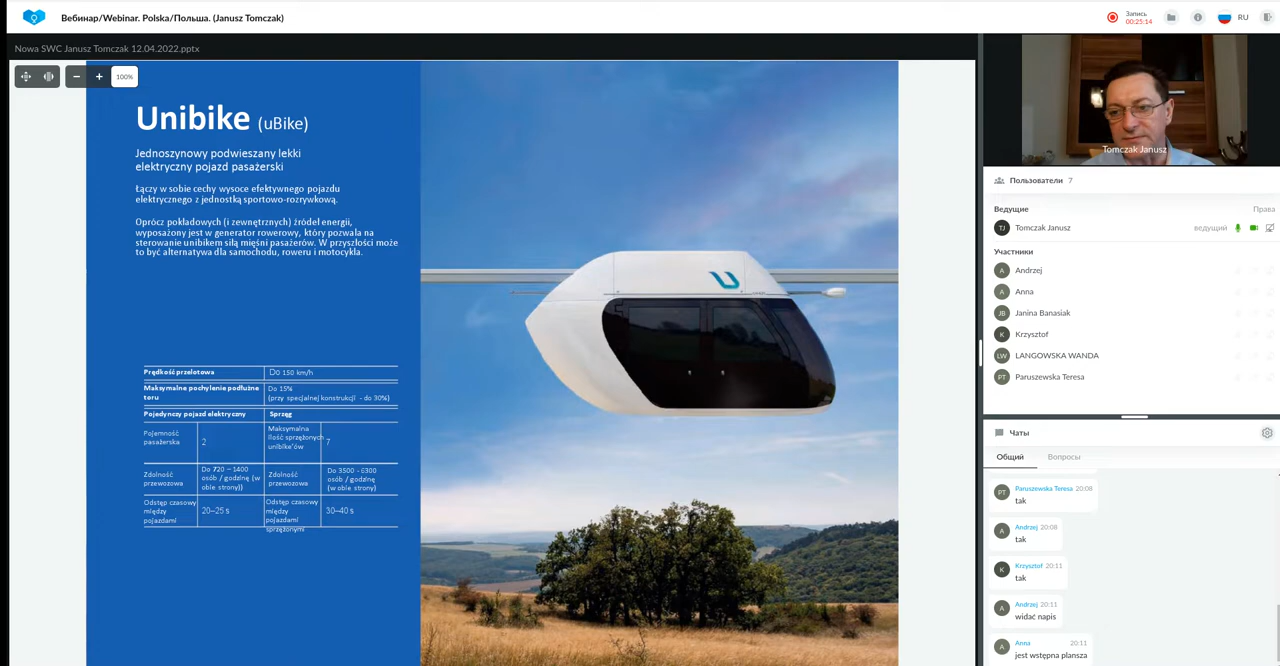 Вебинар/Webinar. Polska/Польша. (Janusz Tomczak)
Запись
00:25:14
RU
Nowa SWC Janusz Tomczak 12.04.2022.pptx
100%
Unibike (uBike)
Jednoszynowy podwieszany lekki
elektryczny pojazd pasażerski
Łączy w sobie cechy wysoce efektywnego pojazdu
elektrycznego z jednostką sportowo-rozrywkową.
Oprócz pokładowych (i zewnętrznych) źródeł energii,
wyposażony jest w generator rowerowy, który pozwala na
sterowanie unibikem siłą mięśni pasażerów. W przyszłości może
to być alternatywa dla samochodu, roweru i motocykla.
Prędkość przelotowa
Do 150 km/h
Maksymalne pochylenie podłużne
toru
Do 15%
(przy specjalnej konstrukcji - do 30%)
Pojedynczy pojazd elektryczny
Sprzęg
Pojemność
pasażerska
2
Maksymalna
ilość sprzężonych
unibike'ów
7
Zdolność
przewozowa
Do 720 – 1400
osób / godzinę (w
obie strony))
Zdolność
przewozowa
Do 3500 - 6300
osób / godzinę
(w obie strony)
Odstęp czasowy
między
pojazdami
20–25 s
Odstęp czasowy
między
pojazdami
sprzężonymi
30–40 s
Tomczak Janusz
Пользователи 7
Ведущие
Права
TJ Tomczak Janusz ведущий
Участники
A Andrzej
A Anna
JB Janina Banasiak
K Krzysztof
LW LANGOWSKA WANDA
PT Paruszewska Teresa
Чаты
Общий Вопросы
PT Paruszewska Teresa 20:08
tak
A Andrzej 20:08
tak
K Krzysztof 20:11
tak
A Andrzej 20:11
widać napis
A Anna 20:11
jest wstępna plansza